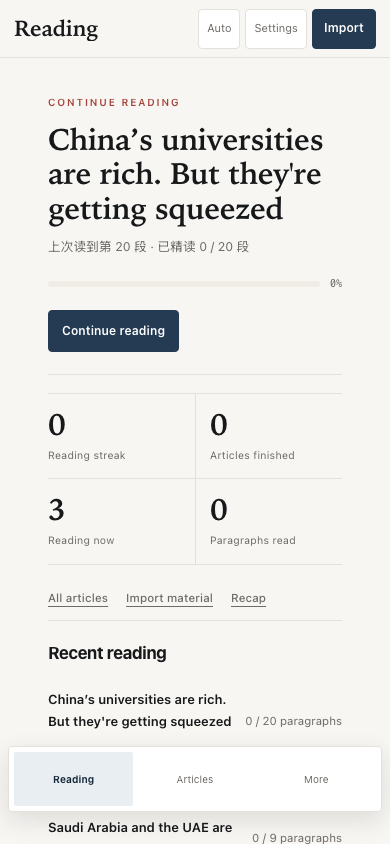 Reading
Auto
Settings
Import
CONTINUE READING
China’s universities
are rich. But they're
getting squeezed
上次读到第 20 段 · 已精读 0 / 20 段
0%
Continue reading
0
Reading streak
0
Articles finished
3
Reading now
0
Paragraphs read
All articles
Import material
Recap
Recent reading
China’s universities are rich.
But they're getting squeezed
0 / 20 paragraphs
Reading
Articles
More
Saudi Arabia and the UAE are
0 / 9 paragraphs